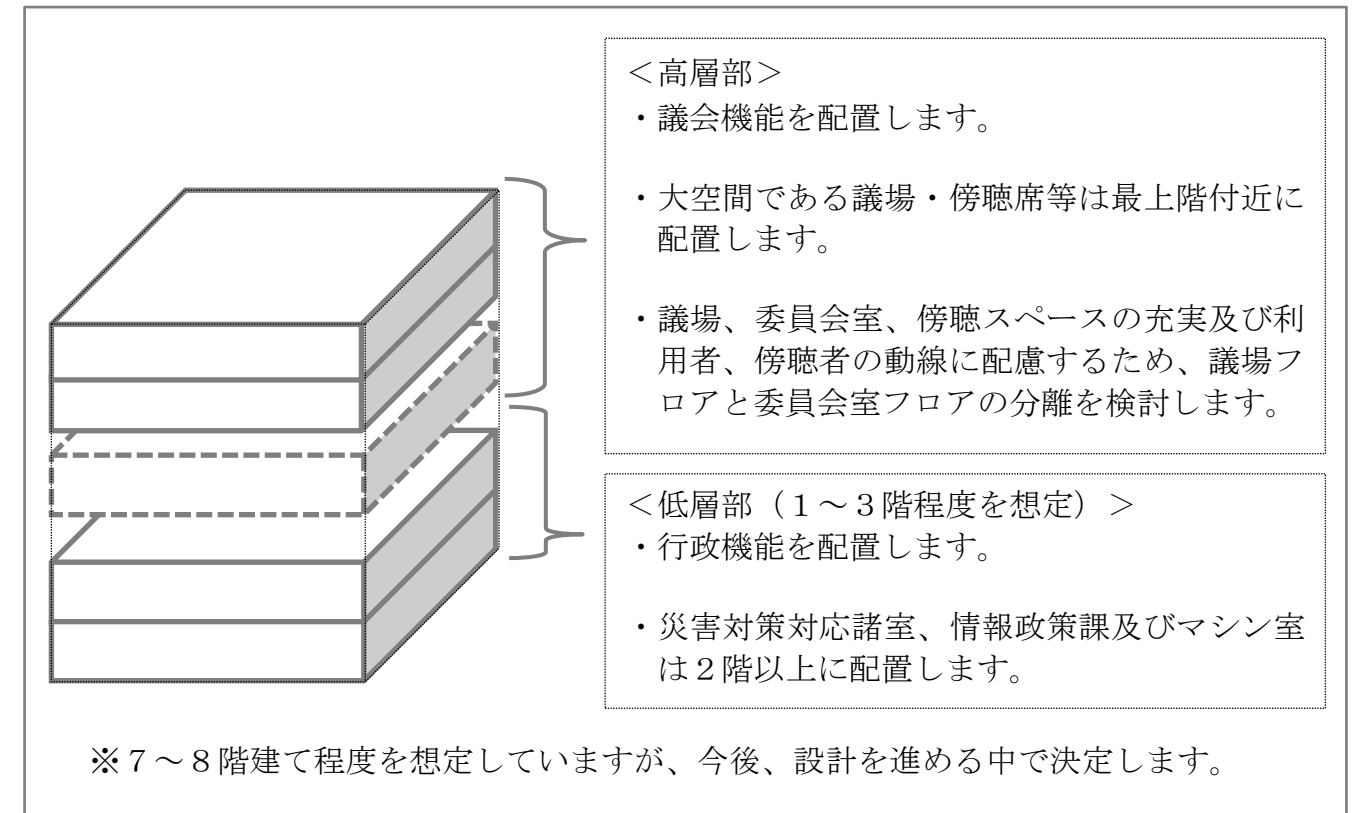 ＜高層部＞
・議会機能を配置します。
・大空間である議場・傍聴席等は最上階付近に
配置します。
・議場、委員会室、傍聴スペースの充実及び利
用者、傍聴者の動線に配慮するため、議場フ
ロアと委員会室フロアの分離を検討します。
＜低層部（１～３階程度を想定）＞
・行政機能を配置します。
・災害対策対応諸室、情報政策課及びマシン室
は２階以上に配置します。
※７～８階建て程度を想定していますが、今後、設計を進める中で決定します。